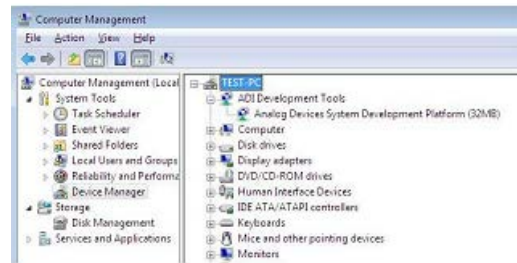 Computer Management
File Action View Help
Computer Management (Local
System Tools
Task Scheduler
Event Viewer
Shared Folders
Local Users and Groups
Reliability and Performa
Device Manager
Storage
Disk Management
Services and Applications
TEST-PC
ADI Development Tools
Analog Devices System Development Platform (32MB)
Computer
Disk drives
Display adapters
DVD/CD-ROM drives
Human Interface Devices
IDE ATA/ATAPI controllers
Keyboards
Mice and other pointing devices
Monitors